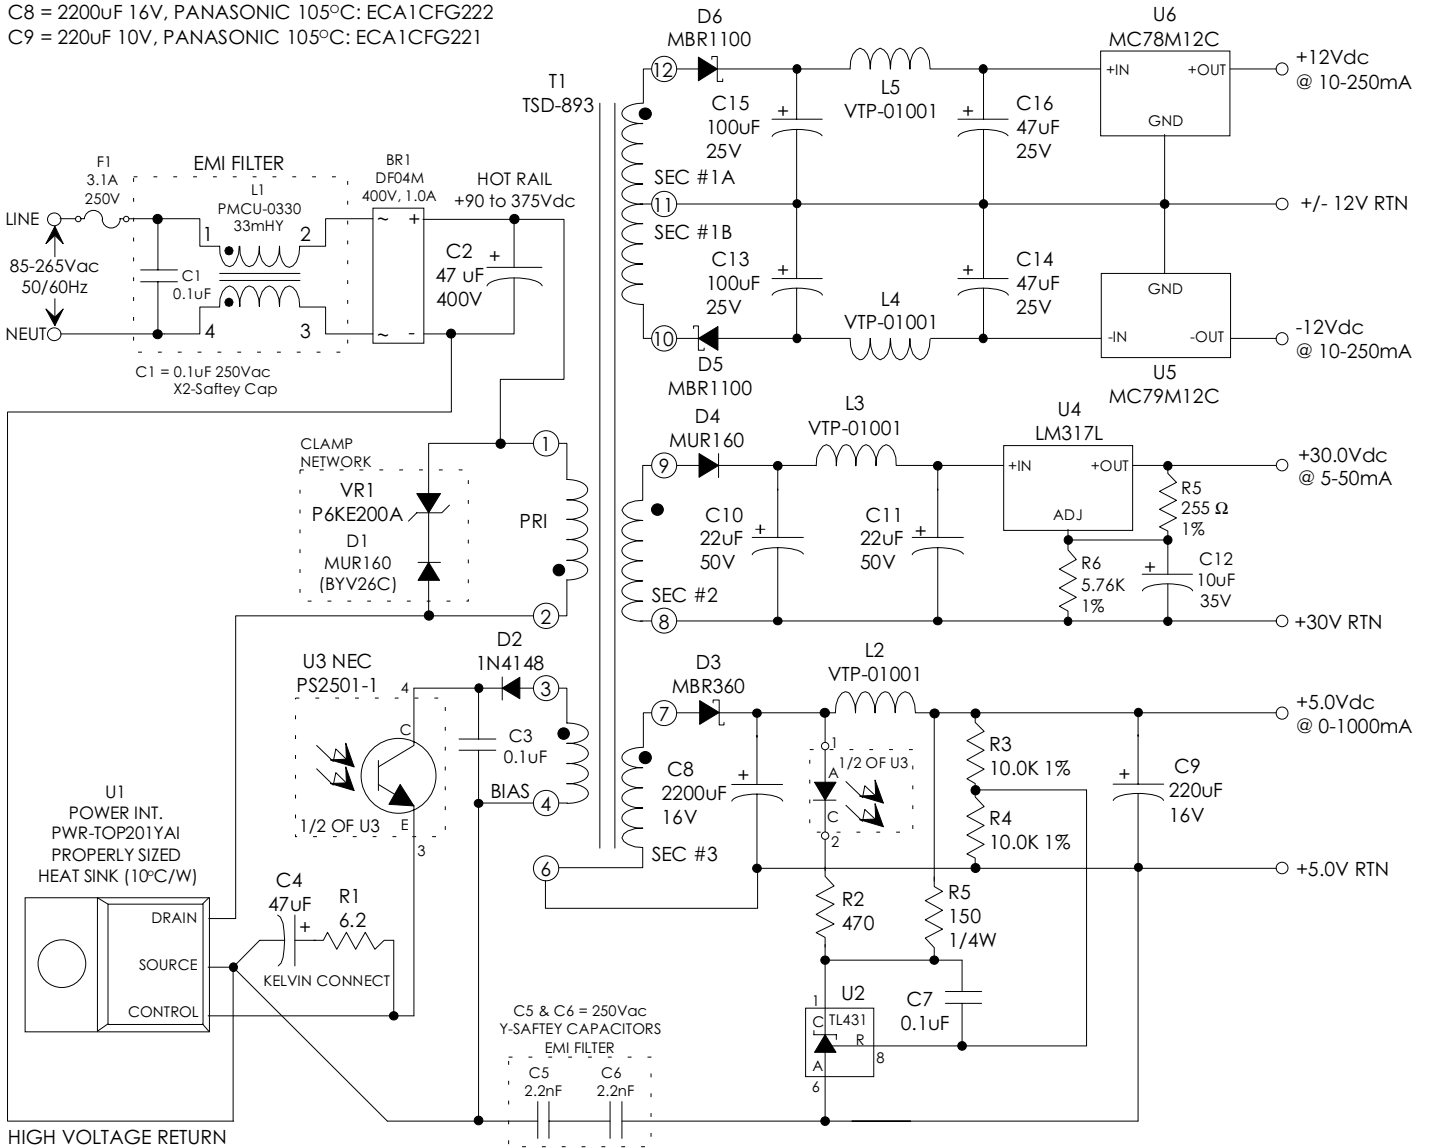 C8 = 2200uF 16V, PANASONIC 105°C: ECA1CFG222
C9 = 220uF 10V, PANASONIC 105°C: ECA1CFG221
T1
TSD-893
D6
MBR1100
12
C15
100uF
25V
+
L5
VTP-01001
+
C16
47uF
25V
U6
MC78M12C
+IN
+OUT
GND
+12Vdc
@ 10-250mA
SEC #1A
11
SEC #1B
+/- 12V RTN
C13
100uF
25V
+
L4
VTP-01001
+
C14
47uF
25V
GND
-IN
-OUT
U5
MC79M12C
-12Vdc
@ 10-250mA
10
D5
MBR1100
F1
3.1A
250V
EMI FILTER
L1
PMCU-0330
33mHY
1
2
4
3
LINE
85-265Vac
50/60Hz
NEUT
C1
0.1uF
C1 = 0.1uF 250Vac
X2-Saftey Cap
BR1
DF04M
400V, 1.0A
~
+
~
-
HOT RAIL
+90 to 375Vdc
C2
47 uF
400V
+
CLAMP
NETWORK
VR1
P6KE200A
D1
MUR160
(BYV26C)
1
PRI
2
D4
MUR160
9
L3
VTP-01001
C10
22uF
50V
+
C11
22uF
50V
+
U4
LM317L
+IN
+OUT
ADJ
R5
255 Ω
1%
R6
5.76K
1%
+
C12
10uF
35V
+30.0Vdc
@ 5-50mA
SEC #2
8
+30V RTN
U3 NEC
PS2501-1
4
C
E
3
1/2 OF U3
D2
1N4148
3
C3
0.1uF
BIAS
4
6
D3
MBR360
7
SEC #3
C8
2200uF
16V
+
L2
VTP-01001
1
1/2 OF U3
A
C
2
R3
10.0K 1%
R4
10.0K 1%
+
C9
220uF
16V
+5.0Vdc
@ 0-1000mA
+5.0V RTN
R2
470
R5
150
1/4W
C7
0.1uF
1
U2
C
TL431
R
A
8
6
U1
POWER INT.
PWR-TOP201YAI
PROPERLY SIZED
HEAT SINK (10°C/W)
DRAIN
SOURCE
CONTROL
C4
47uF
+
R1
6.2
KELVIN CONNECT
C5 & C6 = 250Vac
Y-SAFTEY CAPACITORS
EMI FILTER
C5
2.2nF
C6
2.2nF
HIGH VOLTAGE RETURN